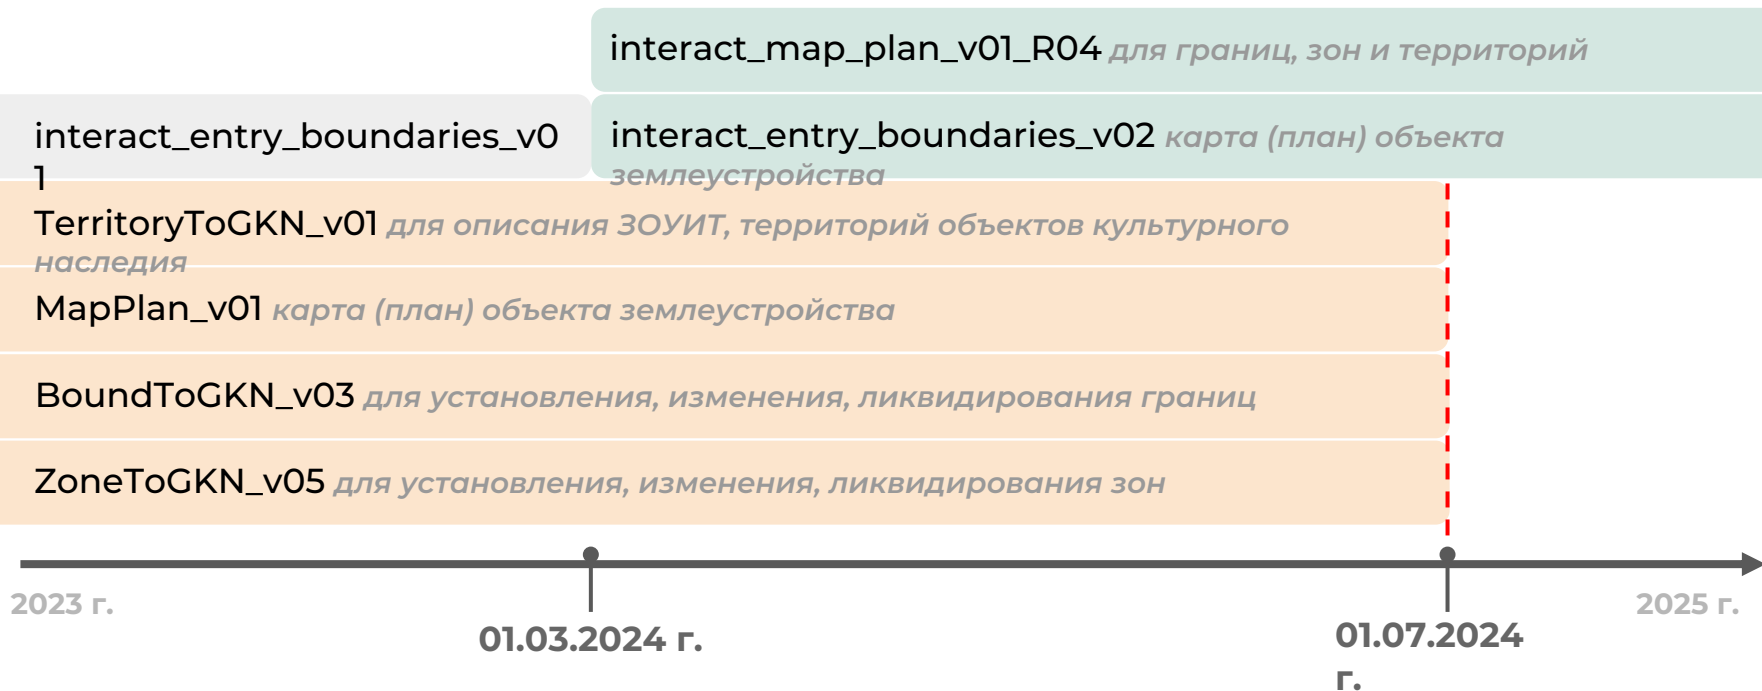 interact_map_plan_v01_R04 для границ, зон и территорий
interact_entry_boundaries_v0
1
interact_entry_boundaries_v02 карта (план) объекта
землеустройства
TerritoryToGKN_v01 для описания ЗОУИТ, территорий объектов культурного
наследия
MapPlan_v01 карта (план) объекта землеустройства
BoundToGKN_v03 для установления, изменения, ликвидирования границ
ZoneToGKN_v05 для установления, изменения, ликвидирования зон
2023 г.
01.03.2024 г.
01.07.2024
г.
2025 г.